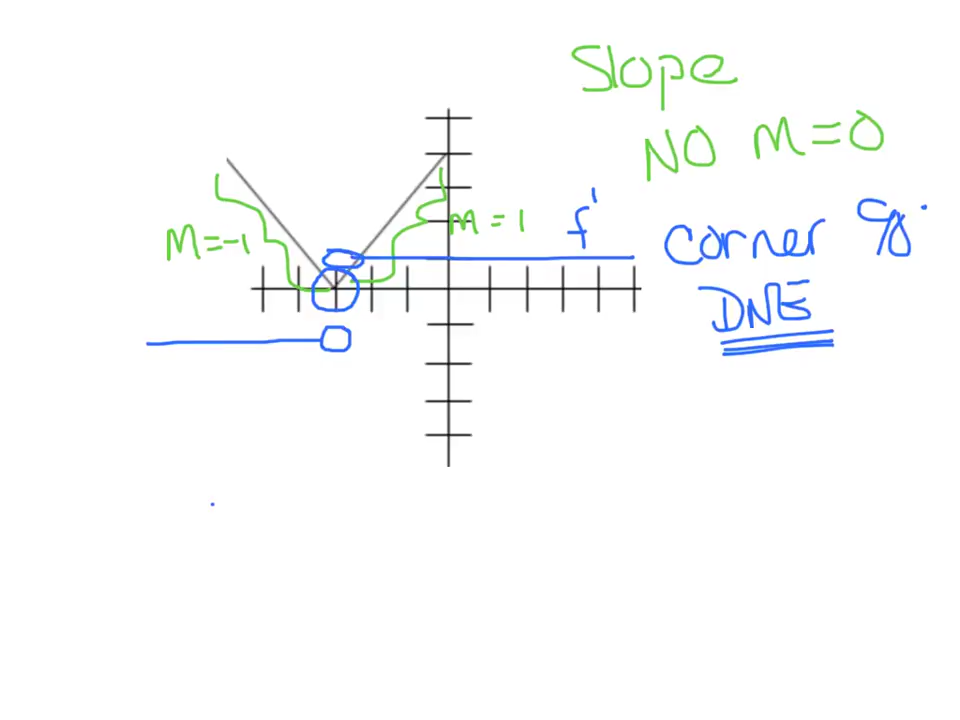 Slope
NO M=0
M=-1
M=1
f'
corner
DNE